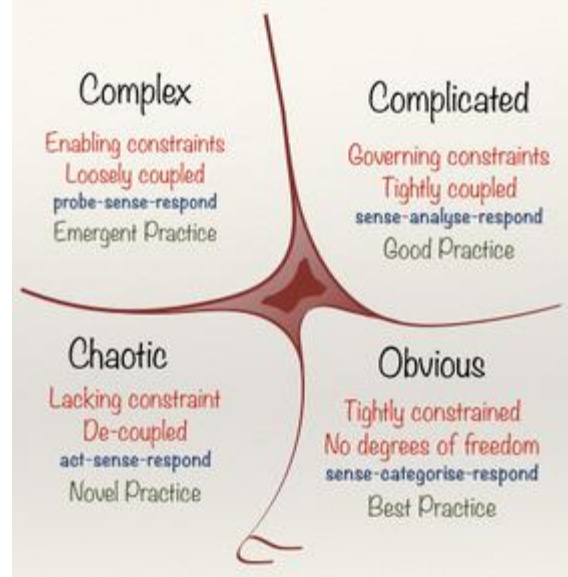 Complex
Enabling constraints
Loosely coupled
probe-sense-respond
Emergent Practice
Complicated
Governing constraints
Tightly coupled
sense-analyse-respond
Good Practice
Chaotic
Lacking constraint
De-coupled
act-sense-respond
Novel Practice
Obvious
Tightly constrained
No degrees of freedom
sense-categorise-respond
Best Practice